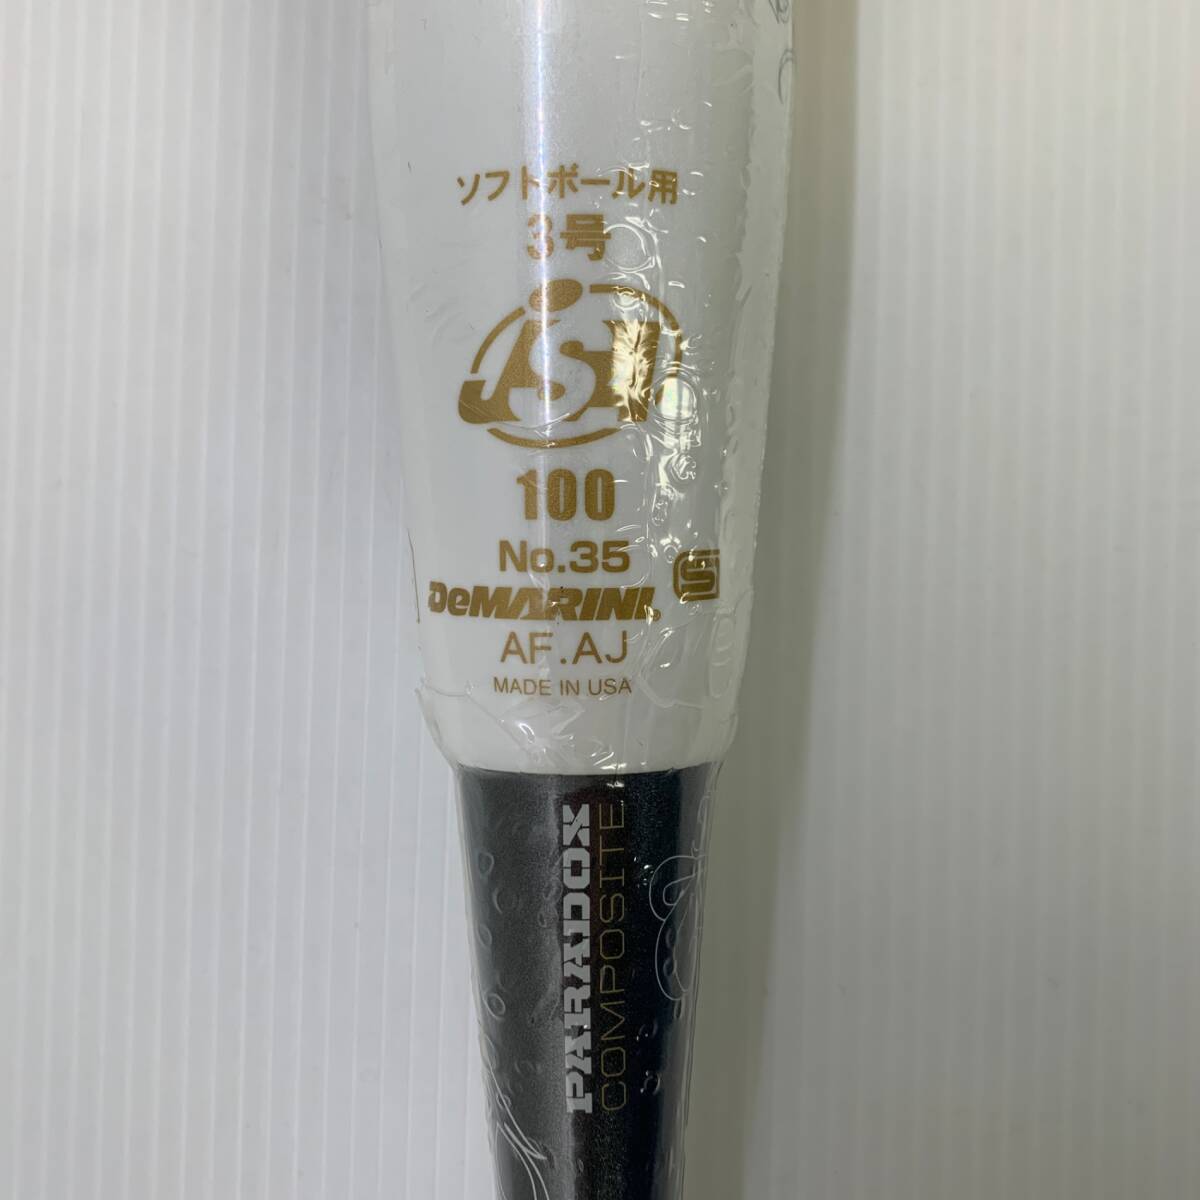 ソフトボール用
3号
JSA
100
No.35
S
DeMARINI®
AF.AJ
MADE IN USA
PARADOX
COMPOSITE